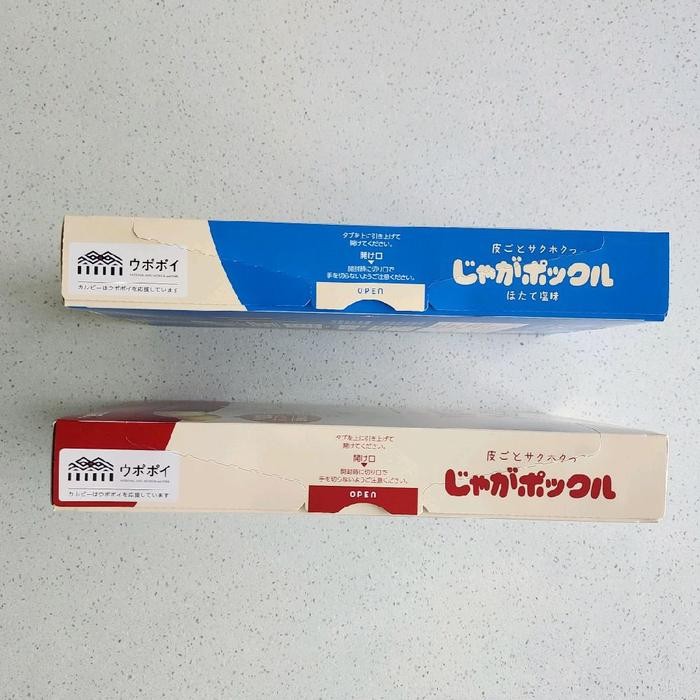 ウポポイ
カルビーはウポポイを応援しています
タブを上に引き上げて
開けてください。
開け口
開封時に切り口で
手を切らないようご注意ください。
OPEN
皮ごとサクホクっ
じゃがポックル
ほたて塩味
ウポポイ
カルビーはウポポイを応援しています
タブを上に引き上げて
開けてください。
開け口
開封時に切り口で
手を切らないようご注意ください。
OPEN
皮ごとサクホクっ
じゃがポックル